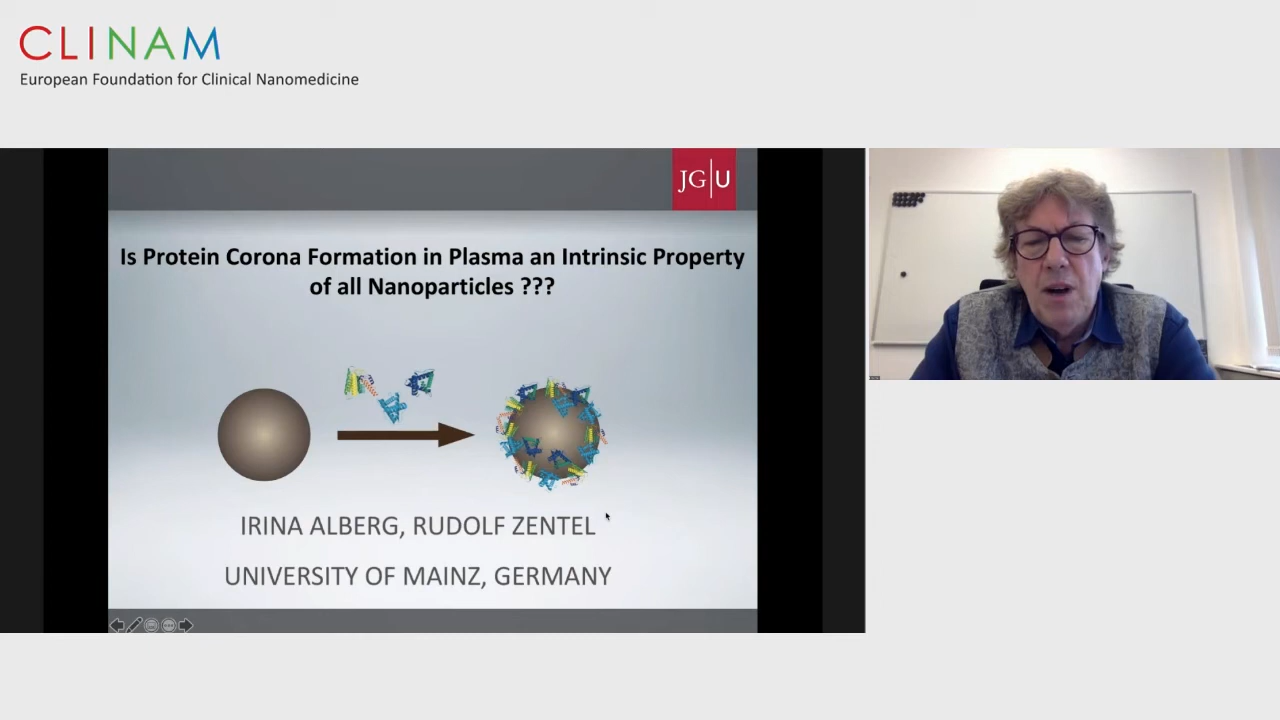 CLINAM
European Foundation for Clinical Nanomedicine
JG|U
Is Protein Corona Formation in Plasma an Intrinsic Property
of all Nanoparticles ???
IRINA ALBERG, RUDOLF ZENTEL
UNIVERSITY OF MAINZ, GERMANY